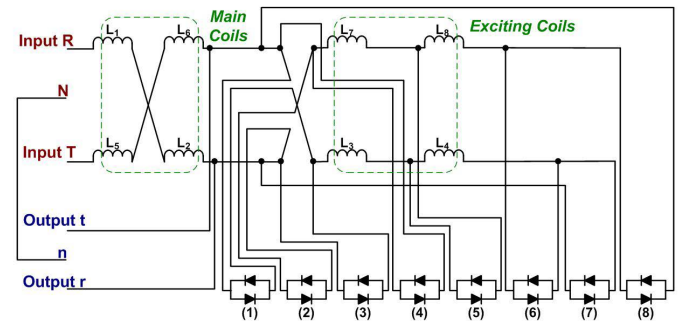 Main
Coils
Exciting Coils
Input R
L1
L6
L7
L8
N
Input T
L5
L2
L3
L4
Output t
n
Output r
(1)
(2)
(3)
(4)
(5)
(6)
(7)
(8)